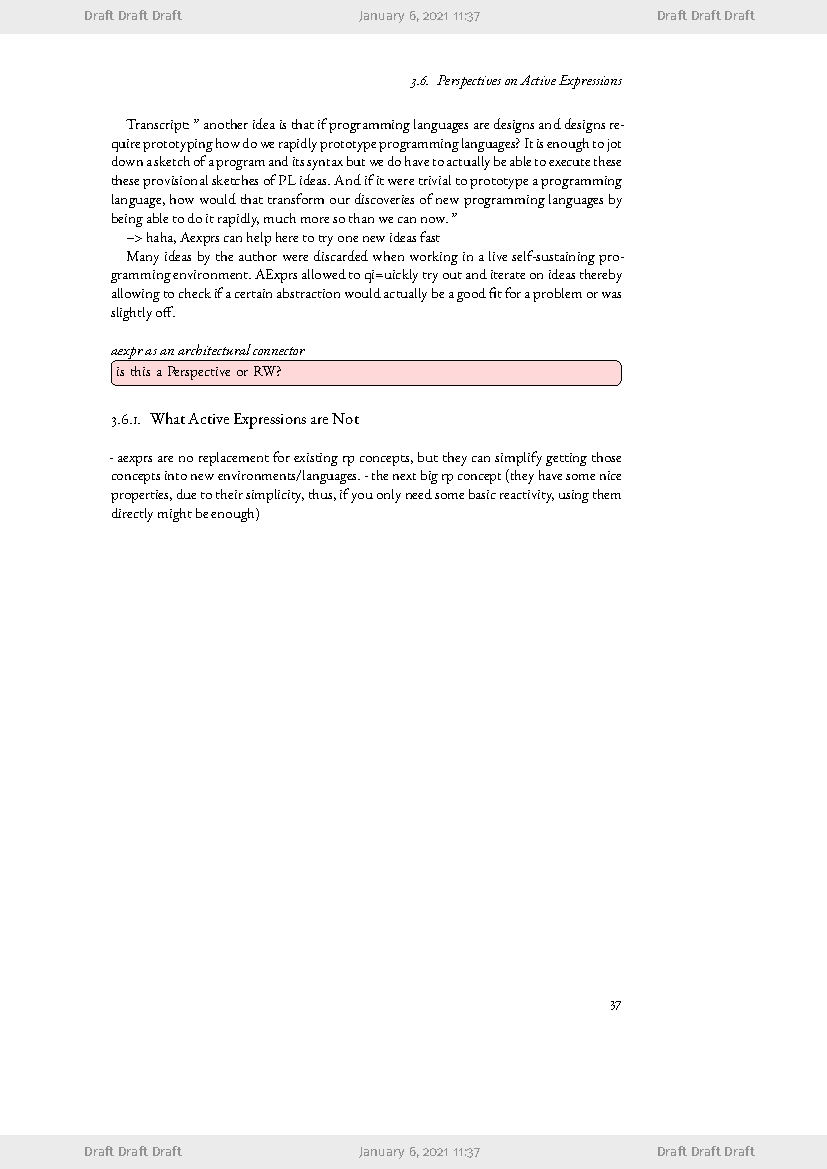 Draft Draft Draft January 6, 2021 11:37 Draft Draft Draft
3.6. Perspectives on Active Expressions
Transcript: ” another idea is that if programming languages are designs and designs re-
quire prototyping how do we rapidly prototype programming languages? It is enough to jot
down a sketch of a program and its syntax but we do have to actually be able to execute these
these provisional sketches of PL ideas. And if it were trivial to prototype a programming
language, how would that transform our discoveries of new programming languages by
being able to do it rapidly, much more so than we can now. ”
–> haha, Aexprs can help here to try one new ideas fast
Many ideas by the author were discarded when working in a live self-sustaining pro-
gramming environment. AExprs allowed to qi=uickly try out and iterate on ideas thereby
allowing to check if a certain abstraction would actually be a good fit for a problem or was
slightly off.
aexpr as an architectural connector
is this a Perspective or RW?
3.6.1. What Active Expressions are Not
- aexprs are no replacement for existing rp concepts, but they can simplify getting those
concepts into new environments/languages. - the next big rp concept (they have some nice
properties, due to their simplicity, thus, if you only need some basic reactivity, using them
directly might be enough)
37
Draft Draft Draft January 6, 2021 11:37 Draft Draft Draft